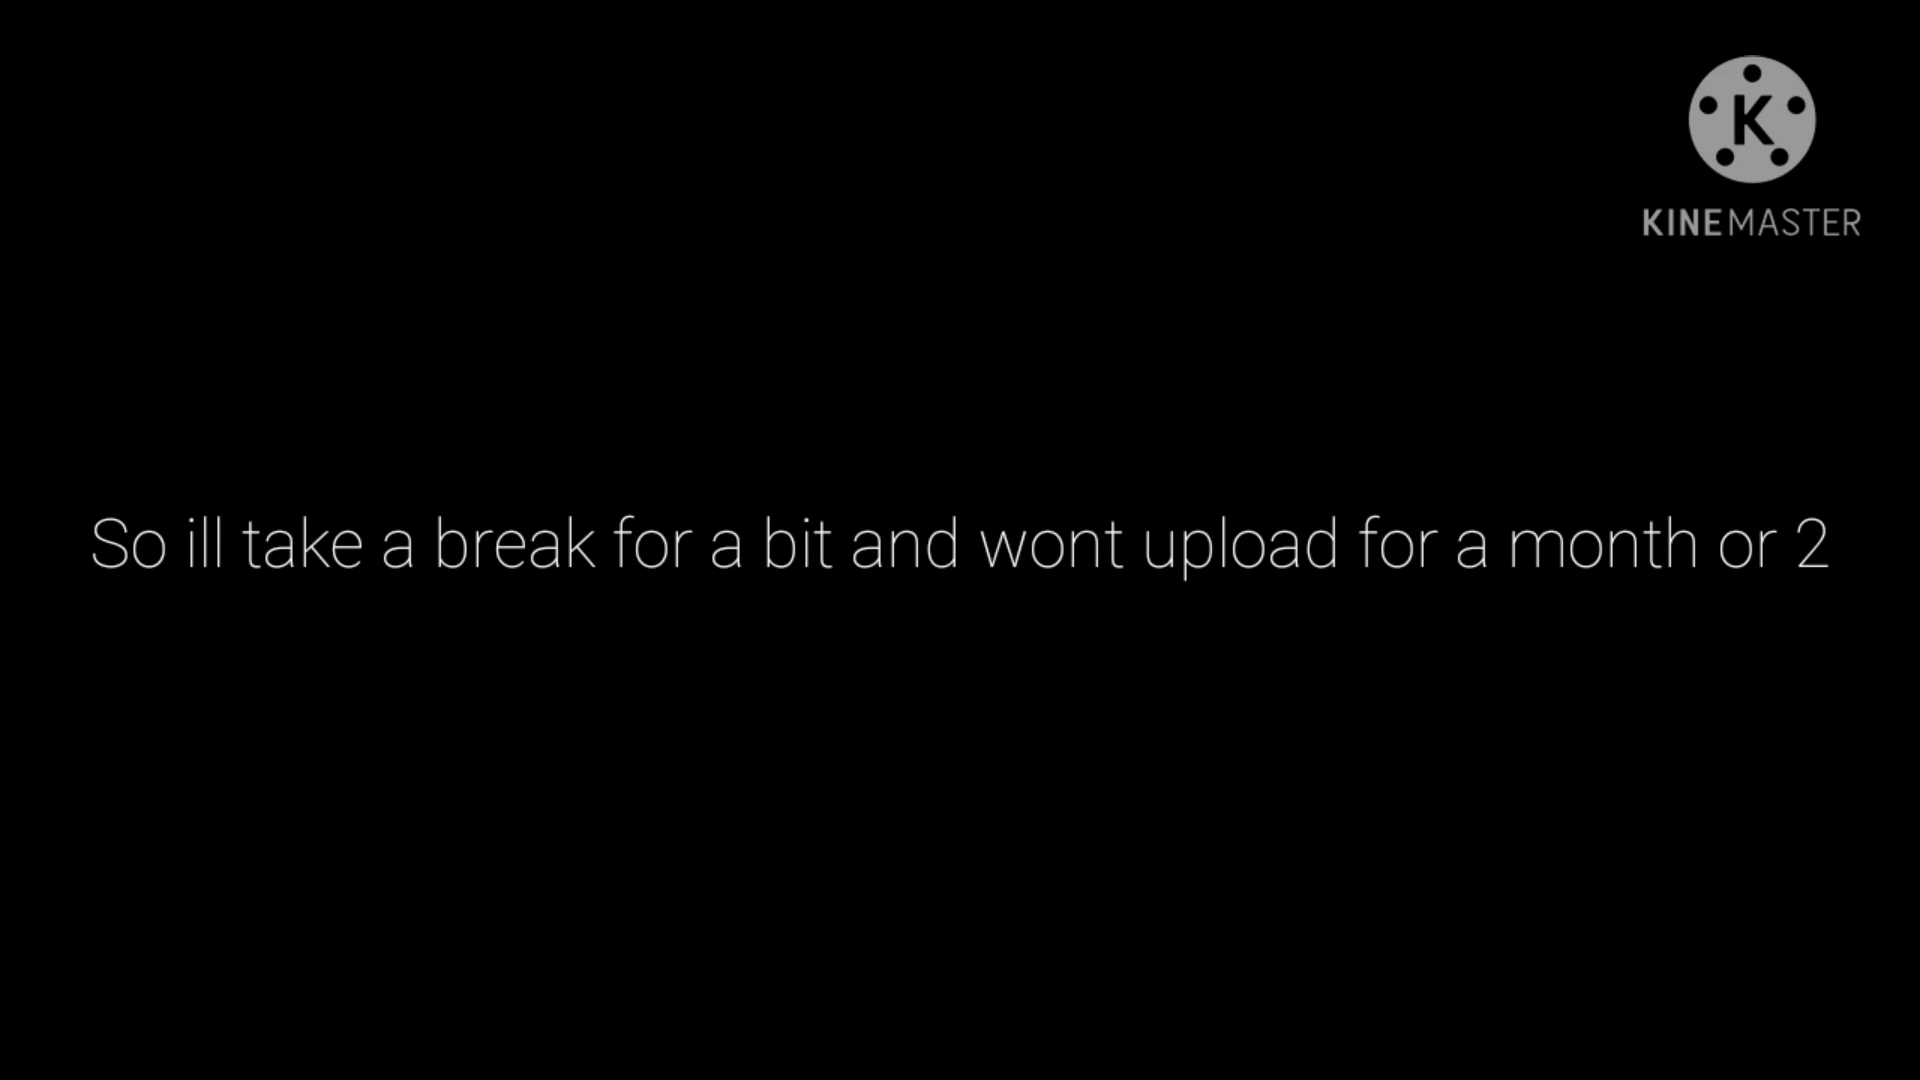 K
KINEMASTER
So ill take a break for a bit and wont upload for a month or 2